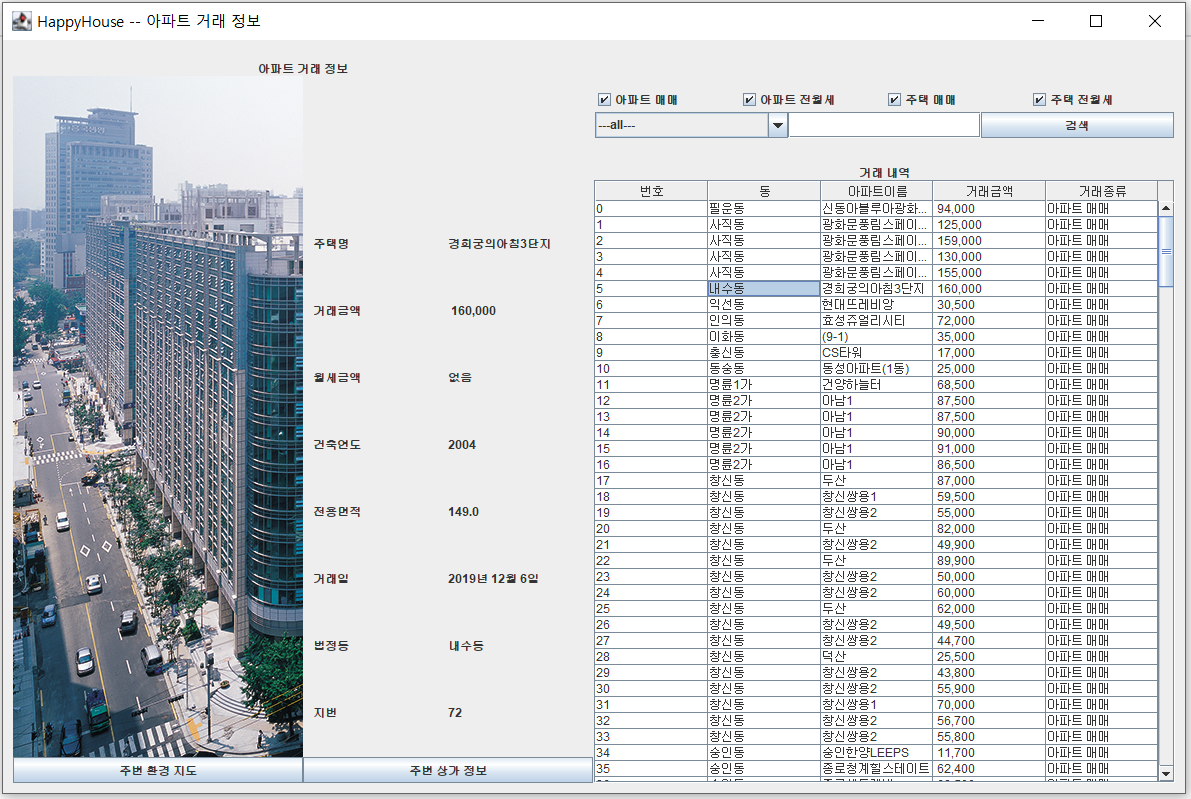 HappyHouse -- 아파트 거래 정보
아파트 거래 정보
아파트 매매 아파트 전월세 주택 매매 주택 전월세
---all--- 검색
주택명 경희궁의아침3단지
거래금액 160,000
월세금액 없음
건축연도 2004
전용면적 149.0
거래일 2019년 12월 6일
법정동 내수동
지번 72
주변 환경 지도 주변 상가 정보
거래 내역
번호 동 아파트이름 거래금액 거래종류
0 필운동 신동아블루아광화... 94,000 아파트 매매
1 사직동 광화문풍림스페이... 125,000 아파트 매매
2 사직동 광화문풍림스페이... 159,000 아파트 매매
3 사직동 광화문풍림스페이... 130,000 아파트 매매
4 사직동 광화문풍림스페이... 155,000 아파트 매매
5 내수동 경희궁의아침3단지 160,000 아파트 매매
6 익선동 현대뜨레비앙 30,500 아파트 매매
7 인의동 효성쥬얼리시티 72,000 아파트 매매
8 이화동 (9-1) 35,000 아파트 매매
9 충신동 CS타워 17,000 아파트 매매
10 동숭동 동성아파트(1동) 25,000 아파트 매매
11 명륜1가 건양하늘터 68,500 아파트 매매
12 명륜2가 아남1 87,500 아파트 매매
13 명륜2가 아남1 87,500 아파트 매매
14 명륜2가 아남1 90,000 아파트 매매
15 명륜2가 아남1 91,000 아파트 매매
16 명륜2가 아남1 86,500 아파트 매매
17 창신동 두산 87,000 아파트 매매
18 창신동 창신쌍용1 59,500 아파트 매매
19 창신동 창신쌍용2 55,000 아파트 매매
20 창신동 두산 82,000 아파트 매매
21 창신동 창신쌍용2 49,900 아파트 매매
22 창신동 두산 89,900 아파트 매매
23 창신동 창신쌍용2 50,000 아파트 매매
24 창신동 창신쌍용2 60,000 아파트 매매
25 창신동 두산 62,000 아파트 매매
26 창신동 창신쌍용2 49,500 아파트 매매
27 창신동 창신쌍용2 44,700 아파트 매매
28 창신동 덕산 25,500 아파트 매매
29 창신동 창신쌍용2 43,800 아파트 매매
30 창신동 창신쌍용2 55,900 아파트 매매
31 창신동 창신쌍용1 70,000 아파트 매매
32 창신동 창신쌍용2 56,700 아파트 매매
33 창신동 창신쌍용2 55,800 아파트 매매
34 숭인동 숭인한양LEEPS 11,700 아파트 매매
35 숭인동 종로청계힐스테이트 62,400 아파트 매매